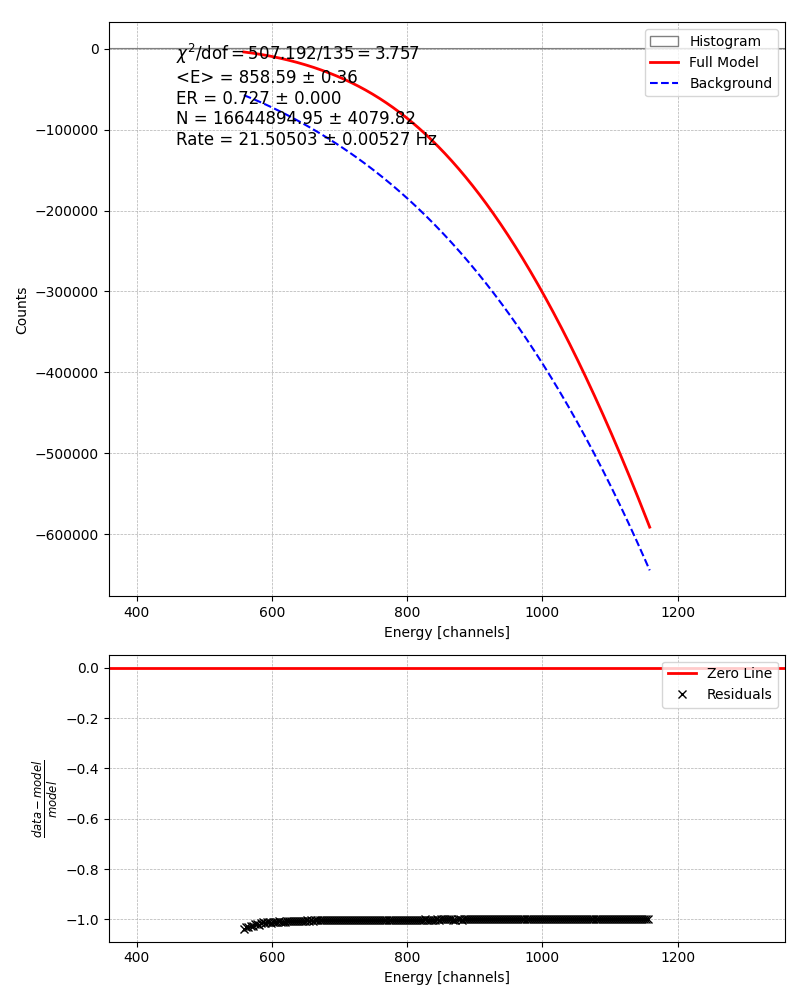 χ²/dof = 507.192/135 = 3.757
<E> = 858.59 ± 0.36
ER = 0.727 ± 0.000
N = 16644894.95 ± 4079.82
Rate = 21.50503 ± 0.00527 Hz
Histogram
Full Model
Background
0
−100000
−200000
−300000
−400000
−500000
−600000
Counts
400
600
800
1000
1200
Energy [channels]
Zero Line
Residuals
0.0
−0.2
−0.4
−0.6
−0.8
−1.0
data − model
model
400
600
800
1000
1200
Energy [channels]